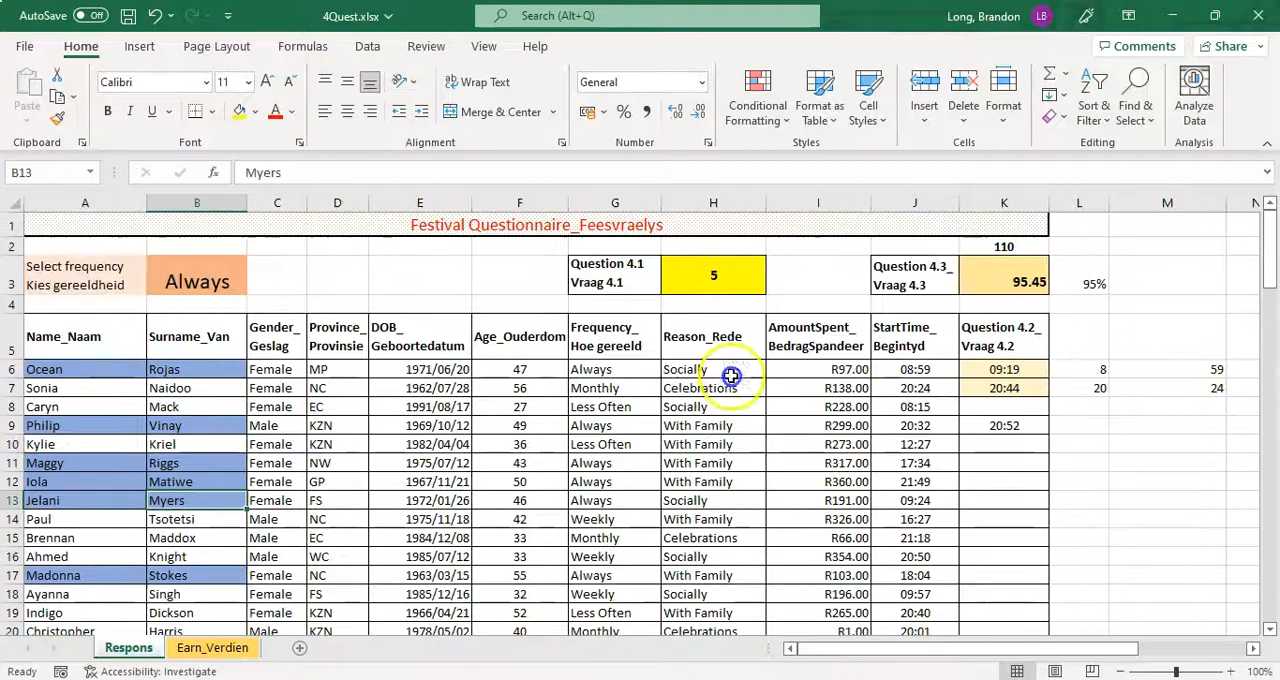 AutoSave Off 4Quest.xlsx Search (Alt+Q) Long, Brandon LB
File Home Insert Page Layout Formulas Data Review View Help Comments Share
Paste Calibri 11 Wrap Text General Conditional Formatting Format as Table Cell Styles Insert Delete Format Sort & Filter Find & Select Analyze Data
B I U Merge & Center
Clipboard Font Alignment Number Styles Cells Editing Analysis
B13 fx Myers
A B C D E F G H I J K L M N
1 Festival Questionnaire_Feesvraelys
2 110
3 Select frequency Kies gereeldheid Always Question 4.1 Vraag 4.1 5 Question 4.3_ Vraag 4.3 95.45 95%
4
5 Name_Naam Surname_Van Gender_ Geslag Province_ Provinsie DOB_ Geboortedatum Age_Ouderdom Frequency_ Hoe gereeld Reason_Rede AmountSpent_ BedragSpandeer StartTime_ Begintyd Question 4.2_ Vraag 4.2
6 Ocean Rojas Female MP 1971/06/20 47 Always Socially R97.00 08:59 09:19 8 59
7 Sonia Naidoo Female NC 1962/07/28 56 Monthly Celebrations R138.00 20:24 20:44 20 24
8 Caryn Mack Female EC 1991/08/17 27 Less Often Socially R228.00 08:15
9 Philip Vinay Female KZN 1969/10/12 49 Always With Family R299.00 20:32 20:52
10 Kylie Kriel Female KZN 1982/04/04 36 Less Often With Family R273.00 12:27
11 Maggy Riggs Female NW 1975/07/12 43 Always With Family R317.00 17:34
12 Iola Matiwe Female GP 1967/11/21 50 Always With Family R360.00 21:49
13 Jelani Myers Female FS 1972/01/26 46 Always Socially R191.00 09:24
14 Paul Tsotetsi Male NC 1975/11/18 42 Weekly With Family R326.00 16:27
15 Brennan Maddox Male EC 1984/12/08 33 Monthly Celebrations R66.00 21:18
16 Ahmed Knight Male WC 1985/07/12 33 Weekly Socially R354.00 20:50
17 Madonna Stokes Female NC 1963/03/15 55 Always With Family R103.00 18:04
18 Ayanna Singh Female FS 1985/12/16 32 Weekly Socially R196.00 09:57
19 Indigo Dickson Female KZN 1966/04/21 52 Less Often With Family R265.00 20:40
20 Christopher Harris Male KZN 1978/05/02 40 Monthly Celebrations R1.00 20:01
Respons Earn_Verdien
Ready Accessibility: Investigate 100%